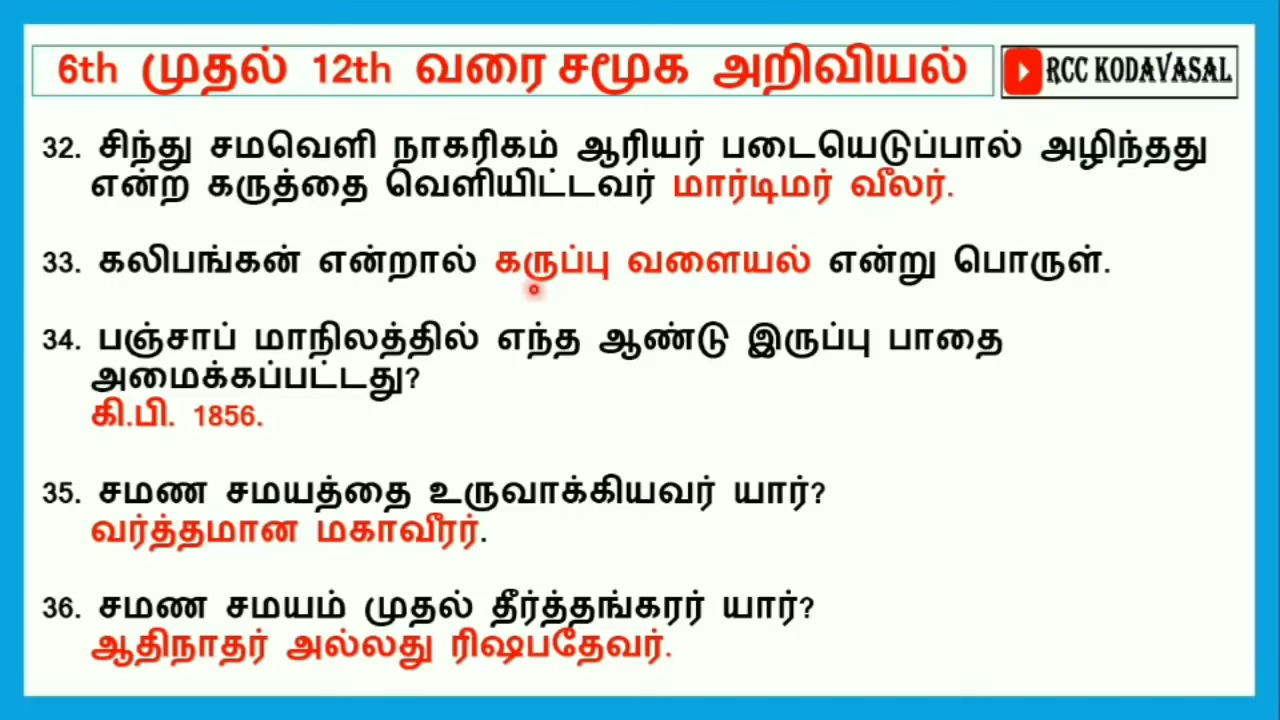 6th முதல் 12th வரை சமூக அறிவியல்
RCC KODAVASAL
32. சிந்து சமவெளி நாகரிகம் ஆரியர் படையெடுப்பால் அழிந்தது
என்ற கருத்தை வெளியிட்டவர் மார்டிமர் வீலர்.
33. கலிபங்கன் என்றால் கருப்பு வளையல் என்று பொருள்.
34. பஞ்சாப் மாநிலத்தில் எந்த ஆண்டு இருப்பு பாதை
அமைக்கப்பட்டது?
கி.பி. 1856.
35. சமண சமயத்தை உருவாக்கியவர் யார்?
வர்த்தமான மகாவீரர்.
36. சமண சமயம் முதல் தீர்த்தங்கரர் யார்?
ஆதிநாதர் அல்லது ரிஷபதேவர்.